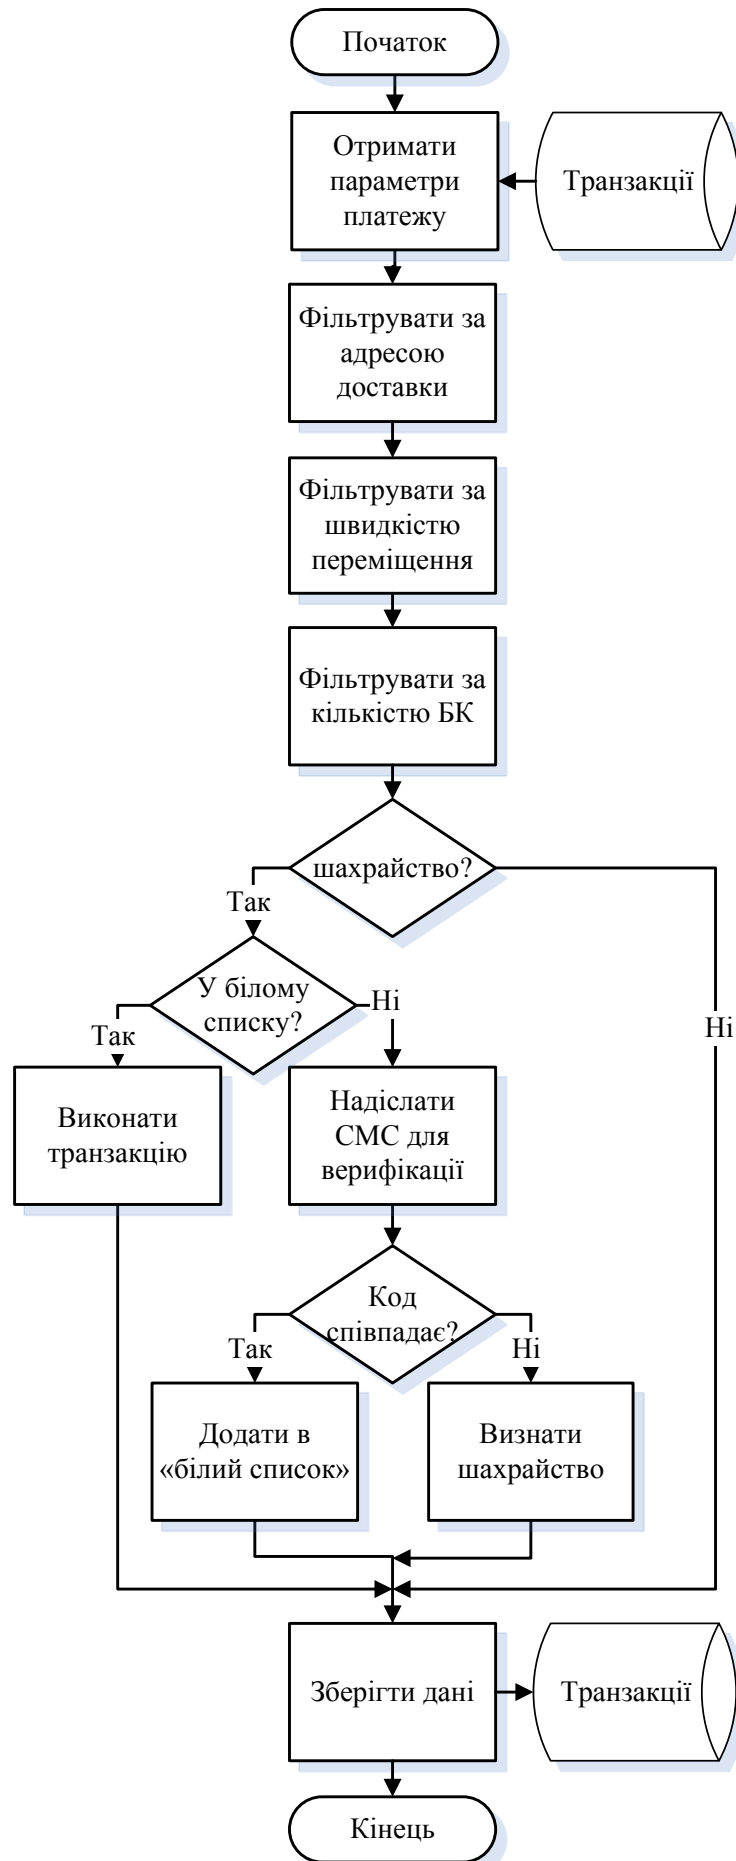 Початок
Отримати
параметри
платежу
Транзакції
Фільтрувати за
адресою
доставки
Фільтрувати за
швидкістю
переміщення
Фільтрувати за
кількістю БК
шахрайство?
Так
У білому
списку?
Ні
Так
Ні
Виконати
транзакцію
Надіслати
СМС для
верифікації
Код
співпадає?
Так
Ні
Додати в
«білий список»
Визнати
шахрайство
Зберігти дані
Транзакції
Кінець